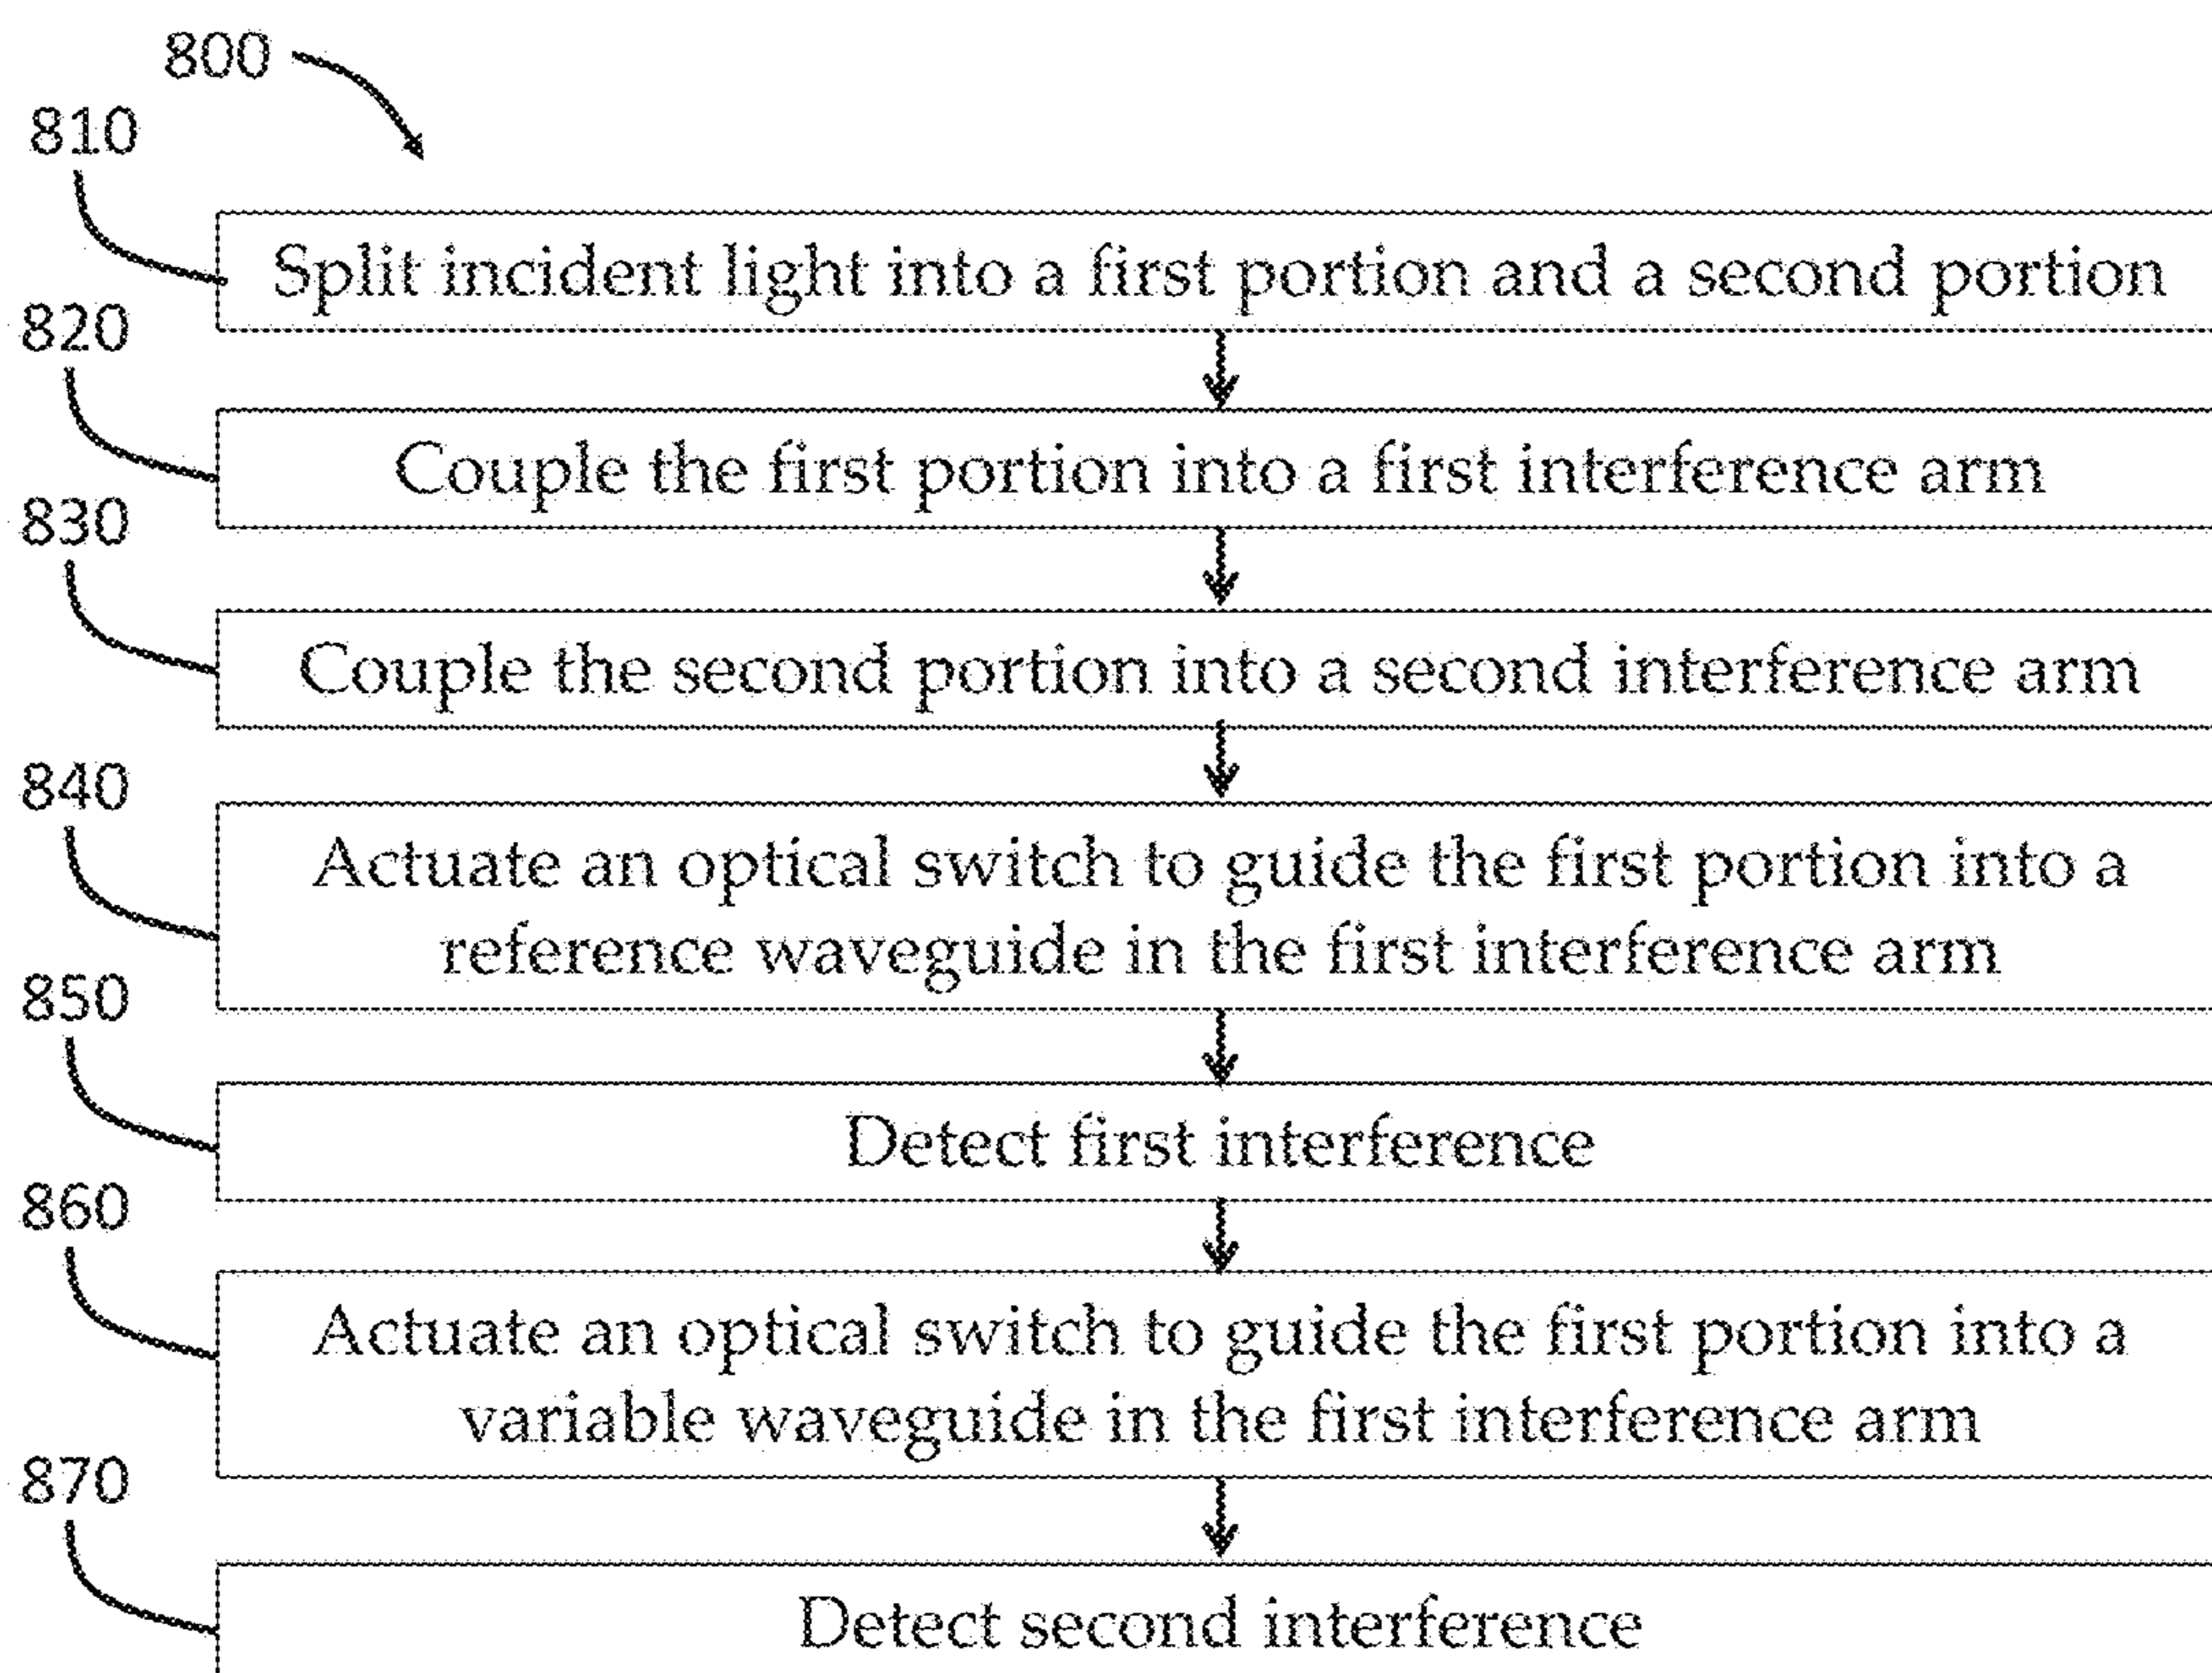 800
810
Split incident light into a first portion and a second portion
820
Couple the first portion into a first interference arm
830
Couple the second portion into a second interference arm
840
Actuate an optical switch to guide the first portion into a
reference waveguide in the first interference arm
850
Detect first interference
860
Actuate an optical switch to guide the first portion into a
variable waveguide in the first interference arm
870
Detect second interference